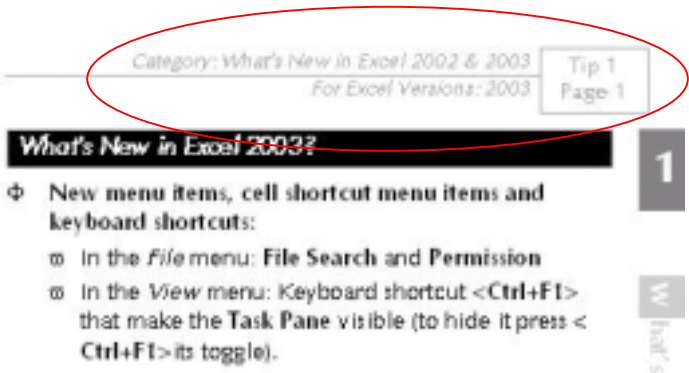 Category: What's New in Excel 2002 & 2003
Tip 1
For Excel Versions: 2003
Page 1
What's New in Excel 2003?
1
New menu items, cell shortcut menu items and
keyboard shortcuts:
In the File menu: File Search and Permission
In the View menu: Keyboard shortcut <Ctrl+F1>
that make the Task Pane visible (to hide it press <
Ctrl+F1>its toggle).
What's